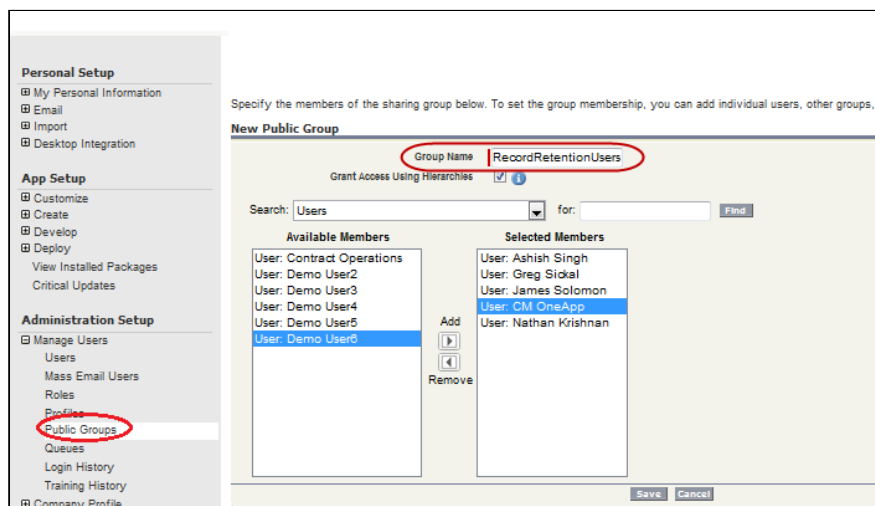 Personal Setup
My Personal Information
Email
Import
Desktop Integration
App Setup
Customize
Create
Develop
Deploy
View Installed Packages
Critical Updates
Administration Setup
Manage Users
Users
Mass Email Users
Roles
Profiles
Public Groups
Queues
Login History
Training History
Company Profile
Specify the members of the sharing group below. To set the group membership, you can add individual users, other groups,
New Public Group
Group Name RecordRetentionUsers
Grant Access Using Hierarchies
Search: Users for: Find
Available Members
User: Contract Operations
User: Demo User2
User: Demo User3
User: Demo User4
User: Demo User5
User: Demo User6
Add
Remove
Selected Members
User: Ashish Singh
User: Greg Sickal
User: James Solomon
User: CM OneApp
User: Nathan Krishnan
Save Cancel